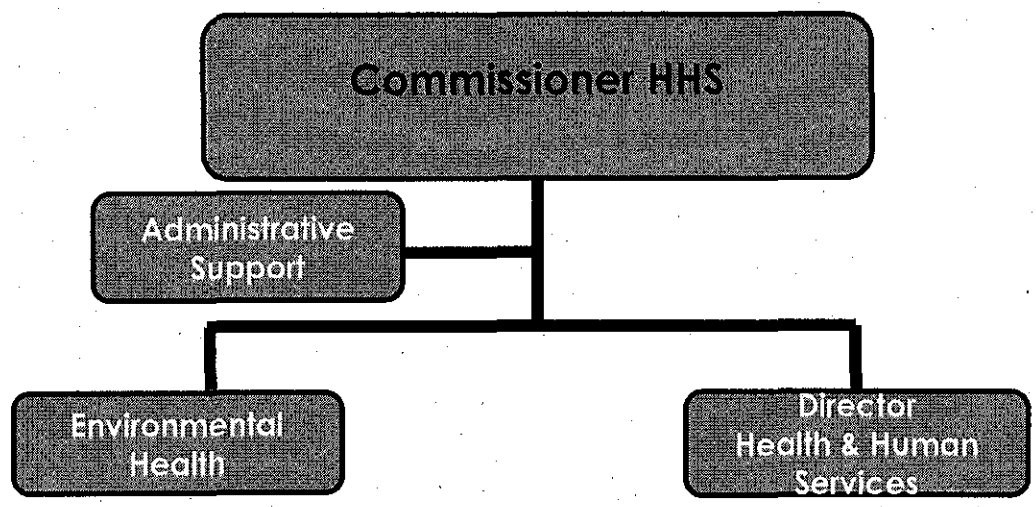 Commissioner HHS
Administrative
Support
Environmental
Health
Director
Health & Human
Services